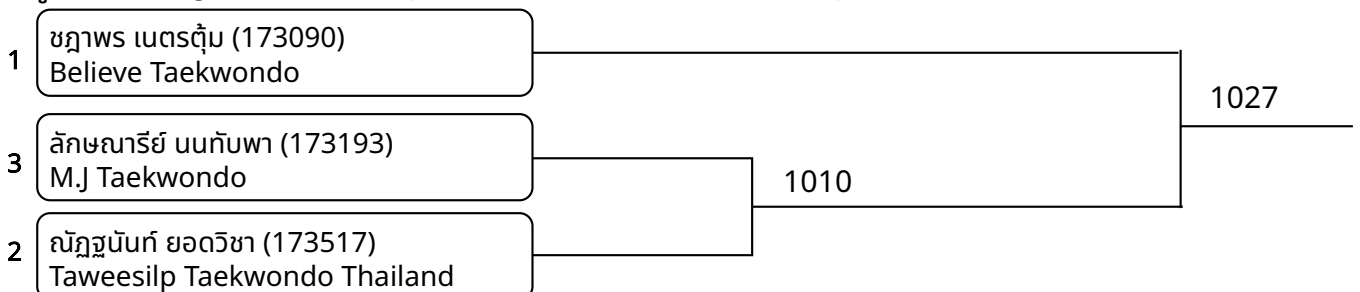 1
ชฎาพร เนตรตุ้ม (173090)
Believe Taekwondo
1027
3
ลักษณารีย์ นนทับพา (173193)
M.J Taekwondo
1010
2
ณัฏฐนันท์ ยอดวิชา (173517)
Taweesilp Taekwondo Thailand